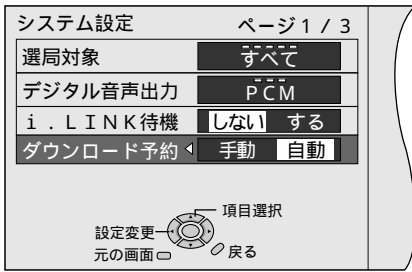 システム設定 ページ1 / 3
選局対象 すべて
デジタル音声出力 PCM
ｉ．ＬＩＮＫ待機 しない する
ダウンロード予約 手動 自動
項目選択
設定変更
元の画面 戻る